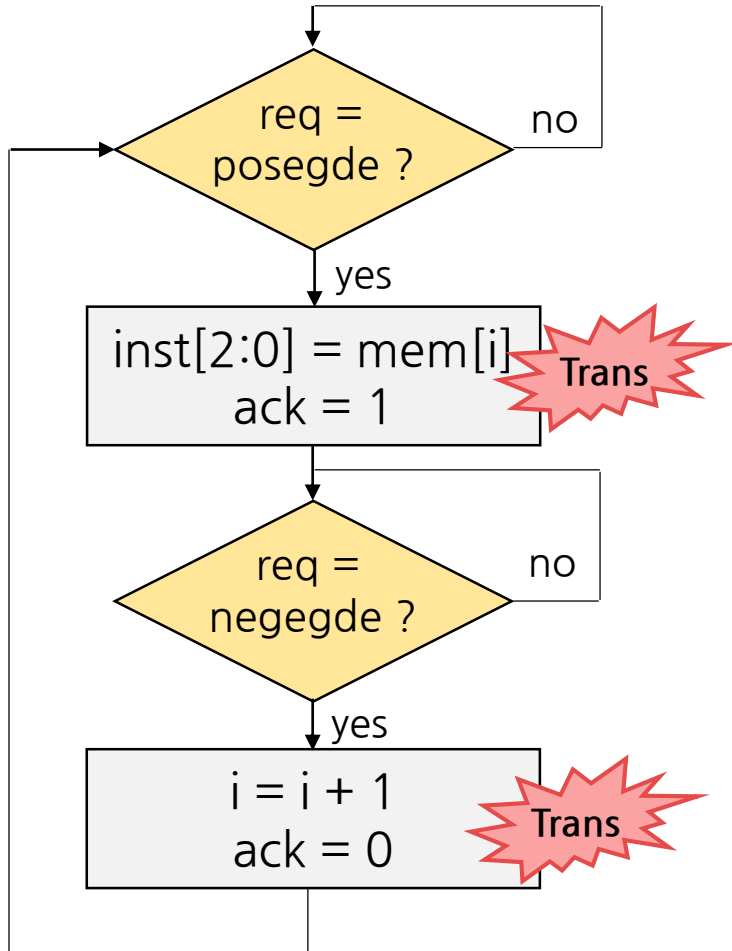 req =
posegde ?
no
yes
inst[2:0] = mem[i]
ack = 1
Trans
req =
negegde ?
no
yes
i = i + 1
ack = 0
Trans